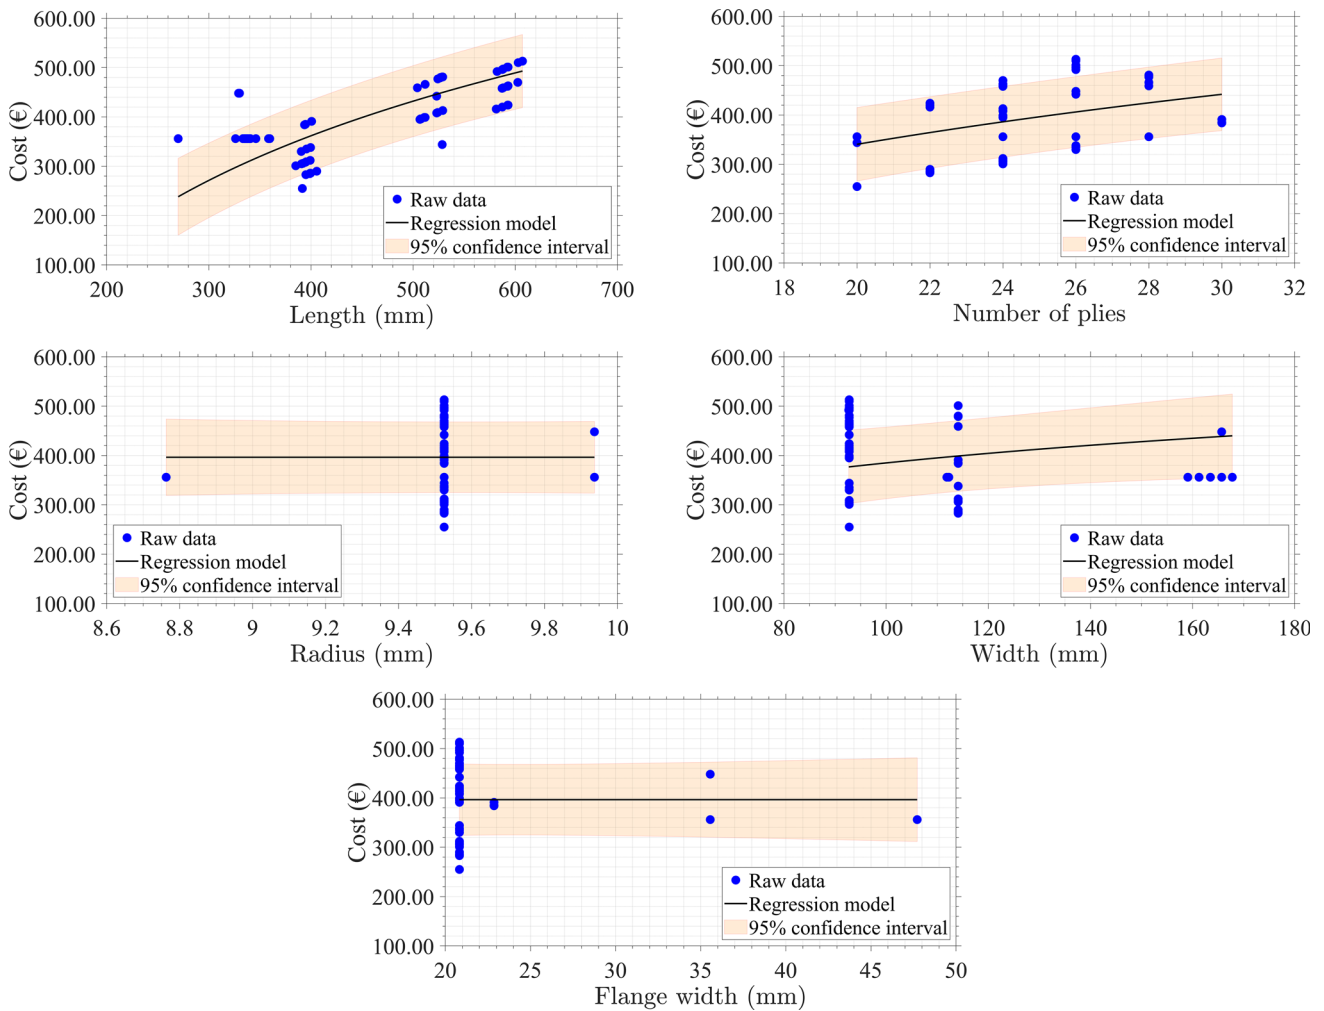 600.00
500.00
400.00
300.00
200.00
100.00
Cost (€)
200 300 400 500 600 700
Length (mm)
Raw data
Regression model
95% confidence interval
600.00
500.00
400.00
300.00
200.00
100.00
Cost (€)
18 20 22 24 26 28 30 32
Number of plies
Raw data
Regression model
95% confidence interval
600.00
500.00
400.00
300.00
200.00
100.00
Cost (€)
8.6 8.8 9 9.2 9.4 9.6 9.8 10
Radius (mm)
Raw data
Regression model
95% confidence interval
600.00
500.00
400.00
300.00
200.00
100.00
Cost (€)
80 100 120 140 160 180
Width (mm)
Raw data
Regression model
95% confidence interval
600.00
500.00
400.00
300.00
200.00
100.00
Cost (€)
20 25 30 35 40 45 50
Flange width (mm)
Raw data
Regression model
95% confidence interval